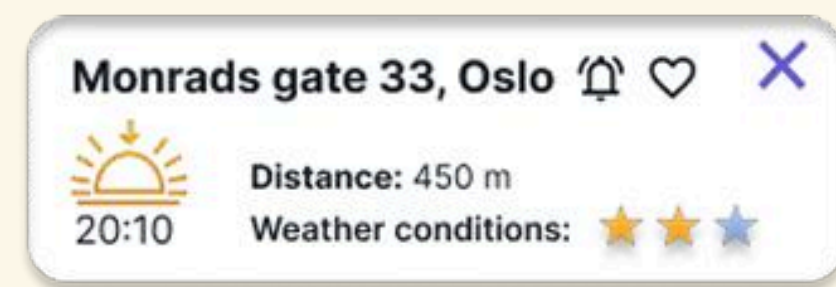 Monrads gate 33, Oslo
Distance: 450 m
20:10
Weather conditions: